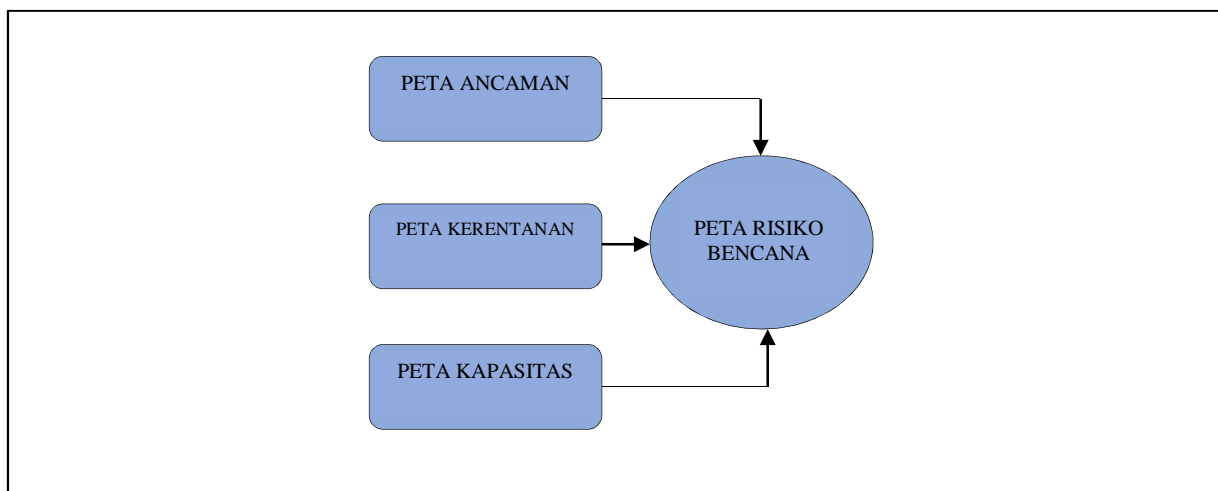 PETA ANCAMAN
PETA KERENTANAN
PETA RISIKO
BENCANA
PETA KAPASITAS